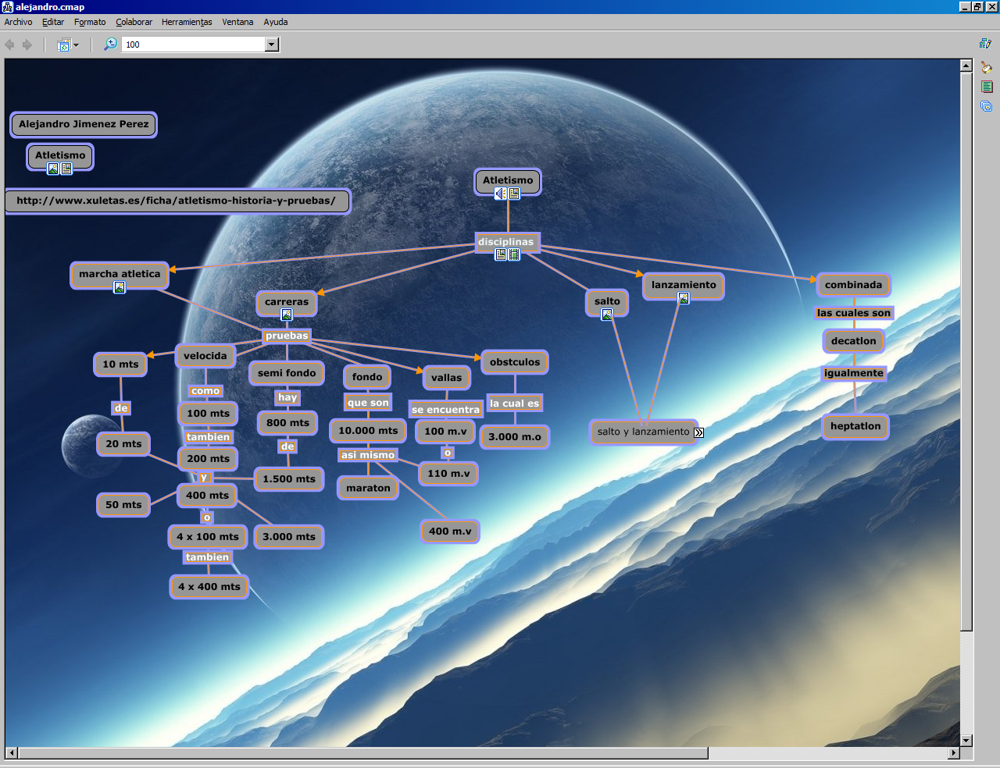 alejandro.cmap
Archivo Editar Formato Colaborar Herramientas Ventana Ayuda
100
Alejandro Jimenez Perez
Atletismo
http://www.xuletas.es/ficha/atletismo-historia-y-pruebas/
Atletismo
disciplinas
marcha atletica
carreras
salto
lanzamiento
combinada
pruebas
las cuales son
decatlon
igualmente
heptatlon
10 mts
de
20 mts
50 mts
velocida
como
100 mts
tambien
200 mts
y
400 mts
o
4 x 100 mts
tambien
4 x 400 mts
semi fondo
hay
800 mts
de
1.500 mts
3.000 mts
fondo
que son
10.000 mts
asi mismo
maraton
vallas
se encuentra
100 m.v
o
110 m.v
400 m.v
obstculos
la cual es
3.000 m.o
salto y lanzamiento